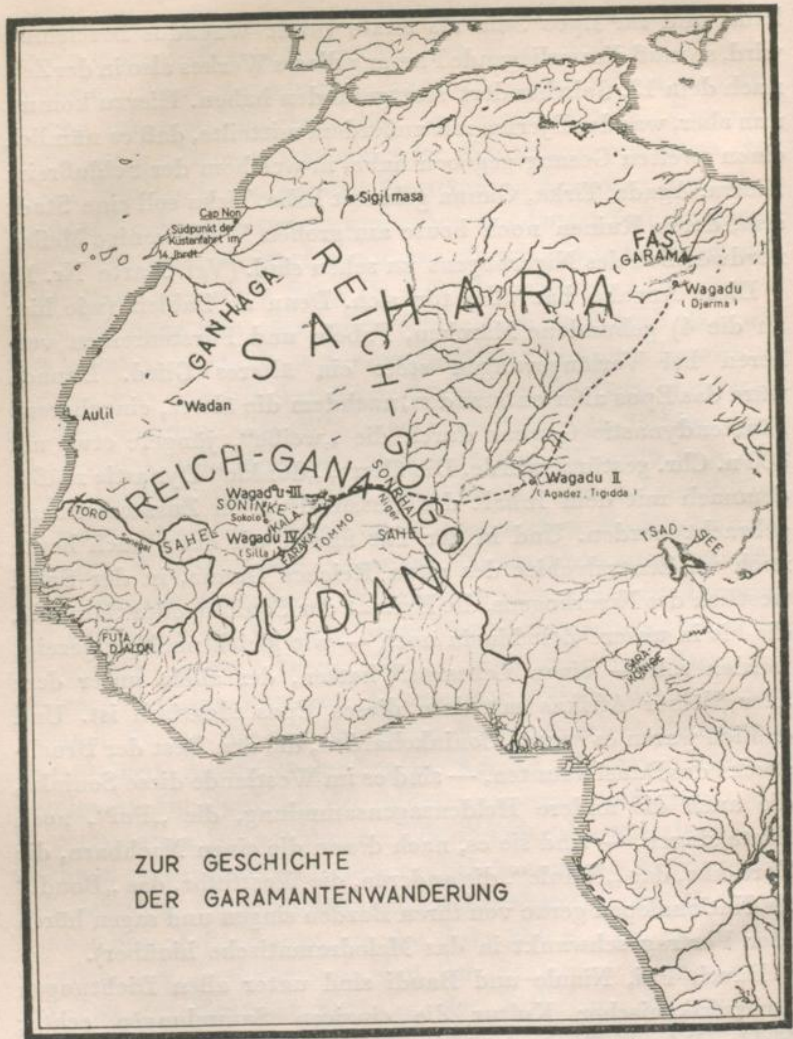 Cap Non
Südpunkt der
Küstenfahrt im
14. Jhrdt.
Sigilmasa
FAS
(GARAMA)
Wagadu
(Djerma)
REICH-GOGO
SAHARA
GANHAGA
Wadan
Aulil
REICH-GANA
Wagadu II
(Agadez, Tigidda)
Wagadu III
SONINKE
Sokolo
KALA
SONRHAI
Niger
TORO
Senegal
SAHEL
Wagadu IV
(Silla)
FARAKA
TOMMO
SAHEL
TSAD-SEE
SUDAN
FUTA
DJALON
ZUR GESCHICHTE
DER GARAMANTENWANDERUNG